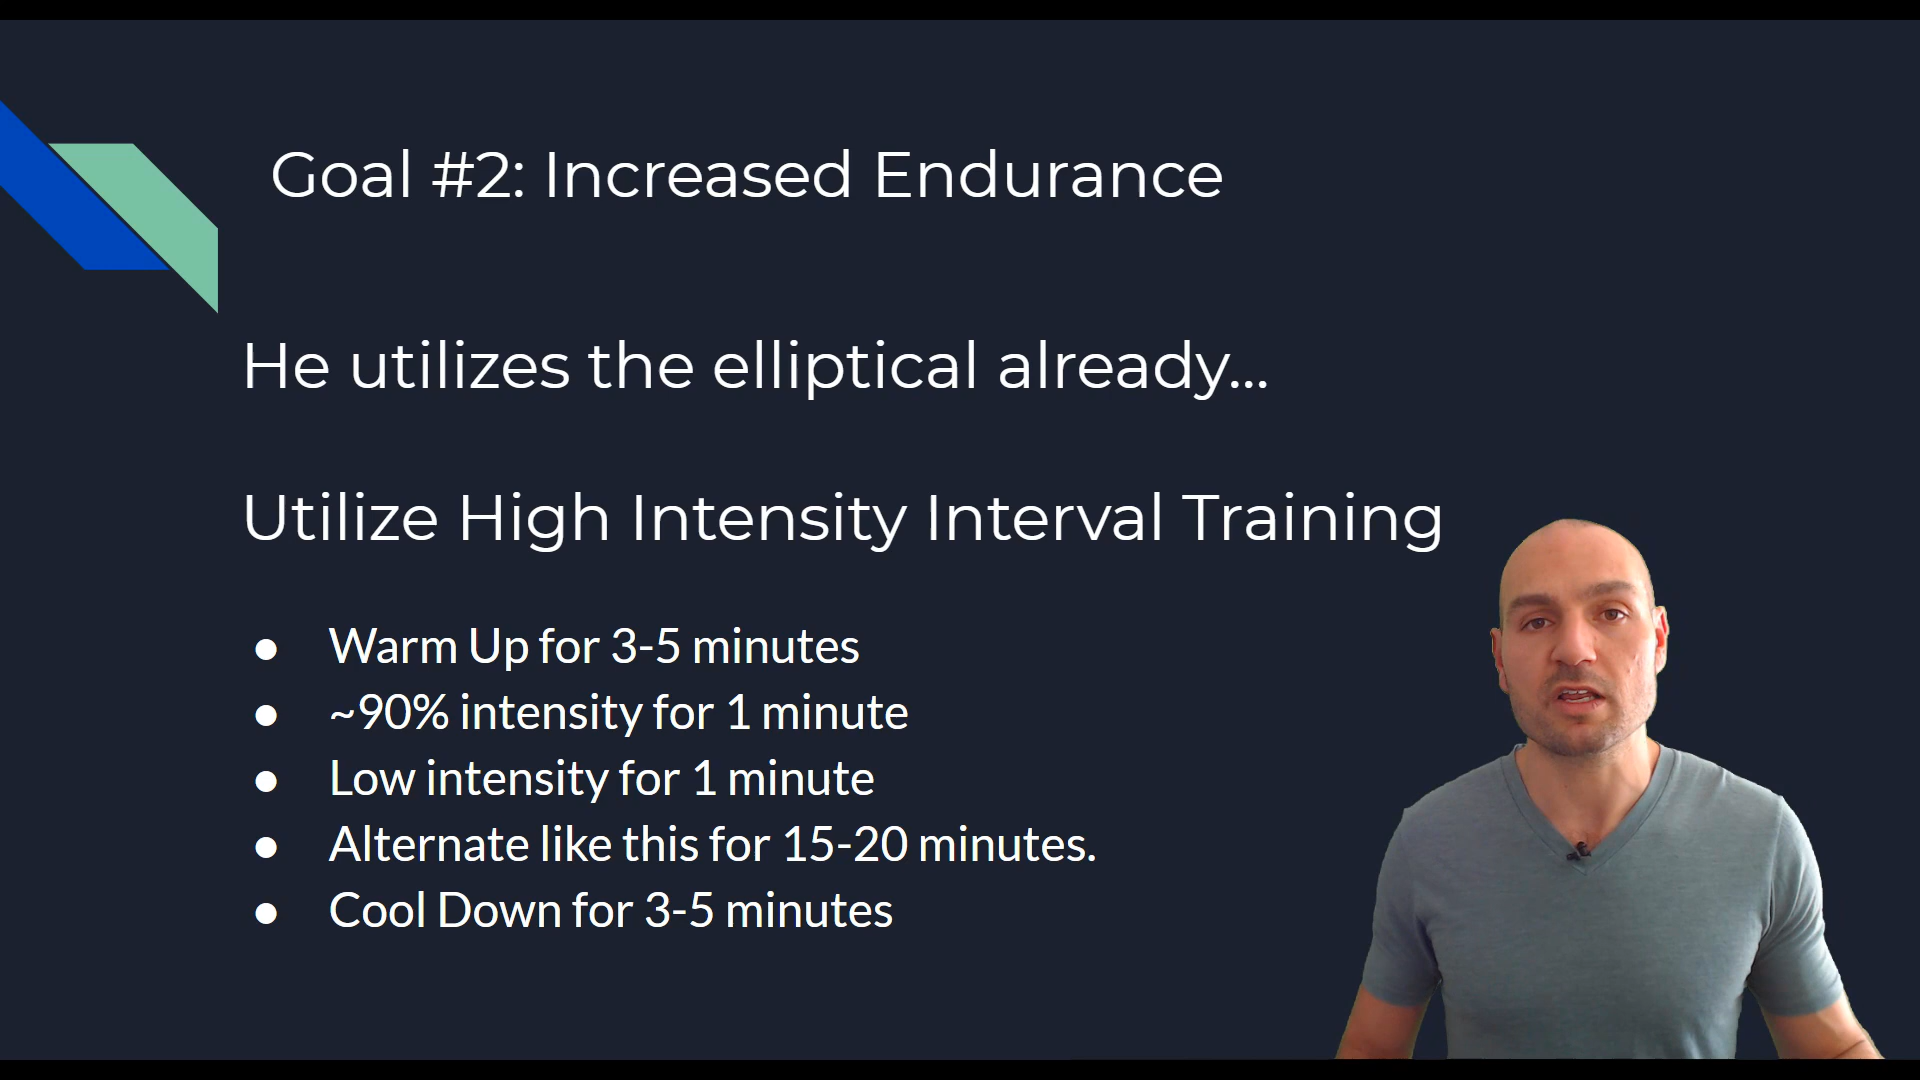 Goal #2: Increased Endurance
He utilizes the elliptical already...
Utilize High Intensity Interval Training
● Warm Up for 3-5 minutes
● ~90% intensity for 1 minute
● Low intensity for 1 minute
● Alternate like this for 15-20 minutes.
● Cool Down for 3-5 minutes